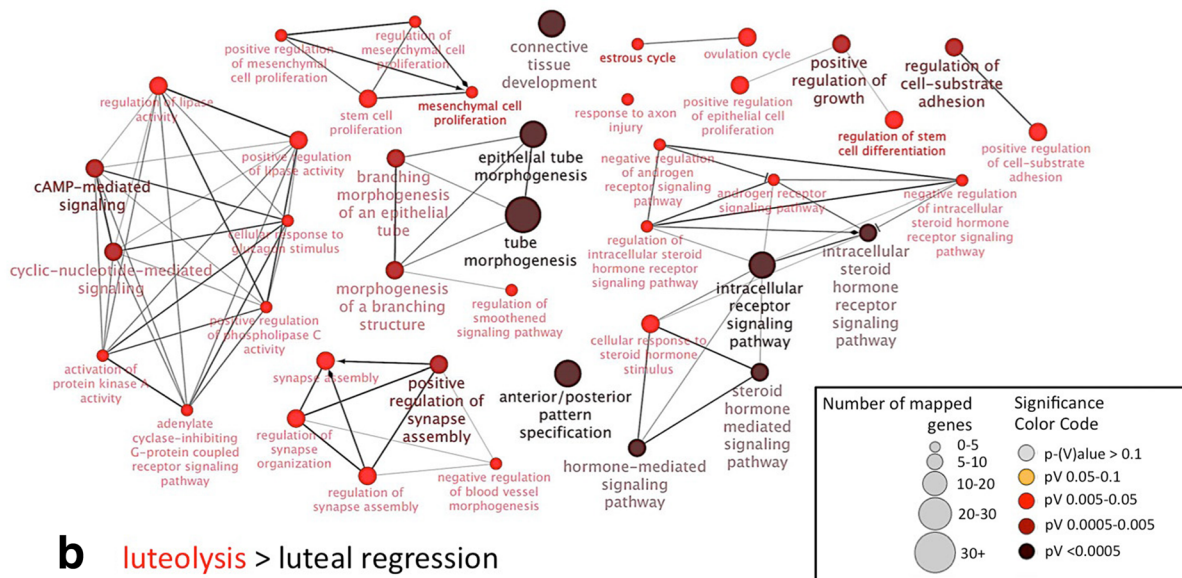 positive regulation
of mesenchymal
cell proliferation
regulation of
mesenchymal cell
proliferation
connective
tissue
development
estrous cycle
ovulation cycle
positive
regulation of
growth
regulation of
cell-substrate
adhesion
regulation of lipase
activity
stem cell
proliferation
mesenchymal cell
proliferation
response to axon
injury
positive regulation
of epithelial cell
proliferation
regulation of stem
cell differentiation
positive
regulation of
cell-substrate
adhesion
positive regulation
of lipase activity
cAMP-mediated
signaling
branching
morphogenesis
of an epithelial
tube
epithelial tube
morphogenesis
tube
morphogenesis
negative regulation
of androgen
receptor signaling
pathway
androgen receptor
signaling pathway
negative regulation
of intracellular
steroid hormone
receptor signaling
pathway
cellular response to
glucagon stimulus
cyclic-nucleotide-mediated
signaling
regulation of
intracellular steroid
hormone receptor
signaling pathway
intracellular
steroid
hormone
receptor
signaling
pathway
intracellular
receptor
signaling
pathway
morphogenesis
of a branching
structure
regulation of
smoothened
signaling pathway
positive regulation
of phospholipase C
activity
activation of
protein kinase A
activity
adenylate
cyclase-inhibiting
G-protein coupled
receptor signaling
pathway
synapse assembly
positive
regulation of
synapse
assembly
regulation of
synapse
organization
regulation of
synapse assembly
negative regulation
of blood vessel
morphogenesis
anterior/posterior
pattern
specification
cellular response to
steroid hormone
stimulus
steroid
hormone
mediated
signaling
pathway
hormone-mediated
signaling
pathway
Number of mapped
genes
0-5
5-10
10-20
20-30
30+
Significance
Color Code
p-(V)alue > 0.1
pV 0.05-0.1
pV 0.005-0.05
pV 0.0005-0.005
pV <0.0005
b luteolysis > luteal regression